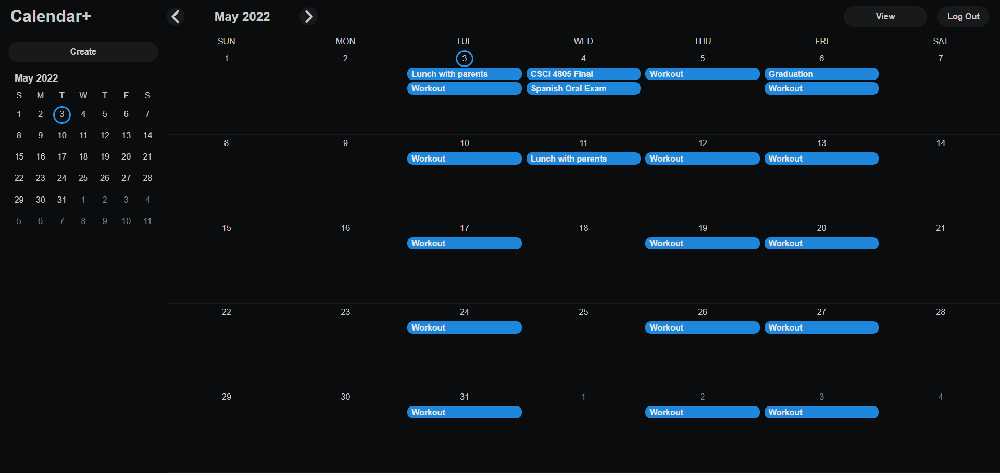 Calendar+ May 2022 View Log Out
Create
May 2022
S M T W T F S
1 2 3 4 5 6 7
8 9 10 11 12 13 14
15 16 17 18 19 20 21
22 23 24 25 26 27 28
29 30 31 1 2 3 4
5 6 7 8 9 10 11
SUN MON TUE WED THU FRI SAT
1 2 3 4 5 6 7
Lunch with parents CSCI 4805 Final Workout Graduation
Workout Spanish Oral Exam Workout
8 9 10 11 12 13 14
Workout Lunch with parents Workout Workout
15 16 17 18 19 20 21
Workout Workout Workout
22 23 24 25 26 27 28
Workout Workout Workout
29 30 31 1 2 3 4
Workout Workout Workout